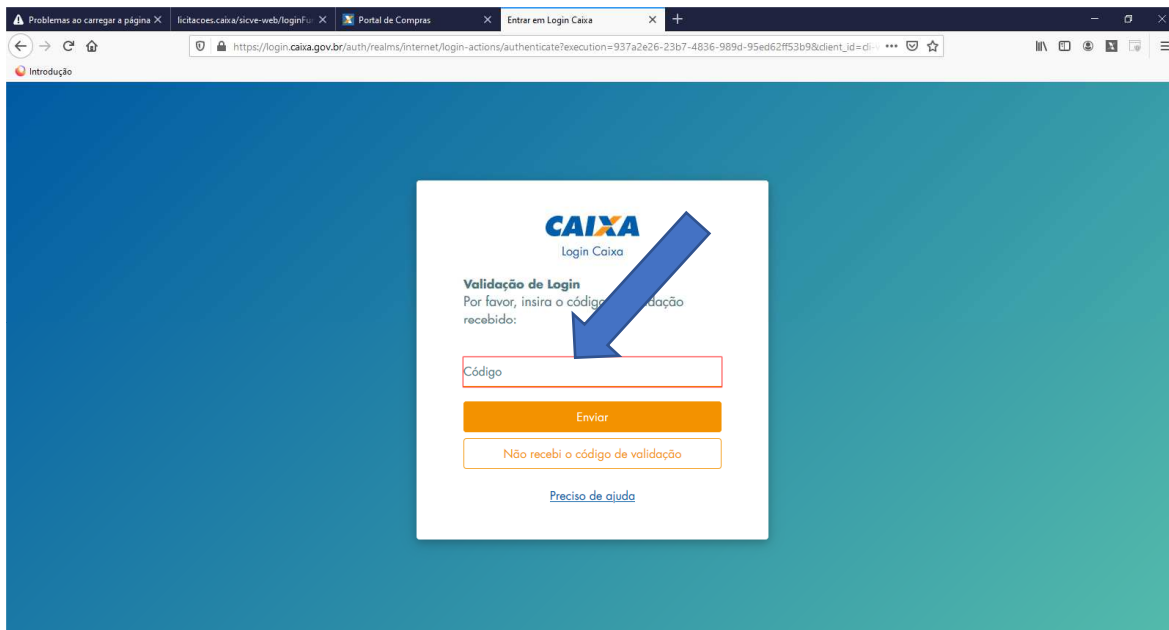 Problemas ao carregar a página
licitacoes.caixa/sicve-web/loginFu
Portal de Compras
Entrar em Login Caixa
https://login.caixa.gov.br/auth/realms/internet/login-actions/authenticate?execution=937a2e26-23b7-4836-989d-95ed62ff53b9&client_id=cli-
Introdução
CAIXA
Login Caixa
Validação de Login
Por favor, insira o código dação
recebido:
Código
Enviar
Não recebi o código de validação
Preciso de ajuda